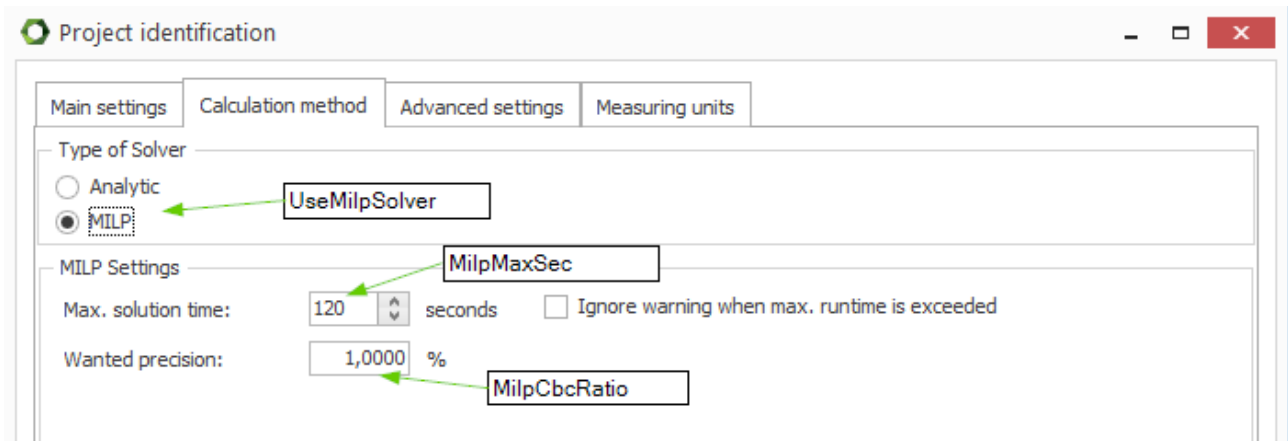 Project identification
Main settings Calculation method Advanced settings Measuring units
Type of Solver
Analytic
UseMilpSolver
MILP
MilpMaxSec
MILP Settings
Max. solution time: 120 seconds Ignore warning when max. runtime is exceeded
Wanted precision: 1,0000 %
MilpCbcRatio